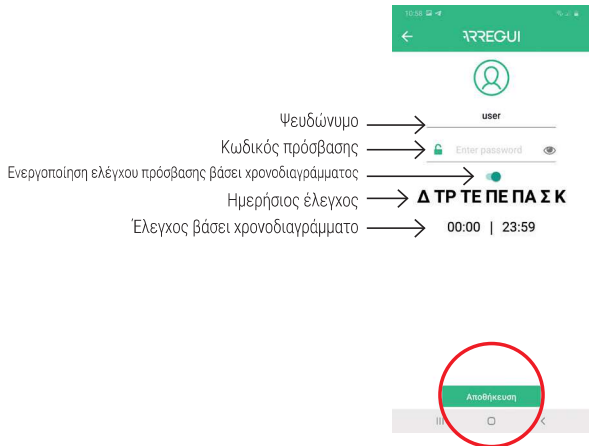 10:56
ARREGUI
Ψευδώνυμο
user
Κωδικός πρόσβασης
Enter password
Ενεργοποίηση ελέγχου πρόσβασης βάσει χρονοδιαγράμματος
Ημερήσιος έλεγχος
Δ ΤΡ ΤΕ ΠΕ ΠΑ Σ Κ
Έλεγχος βάσει χρονοδιαγράμματο
00:00 | 23:59
Αποθήκευση